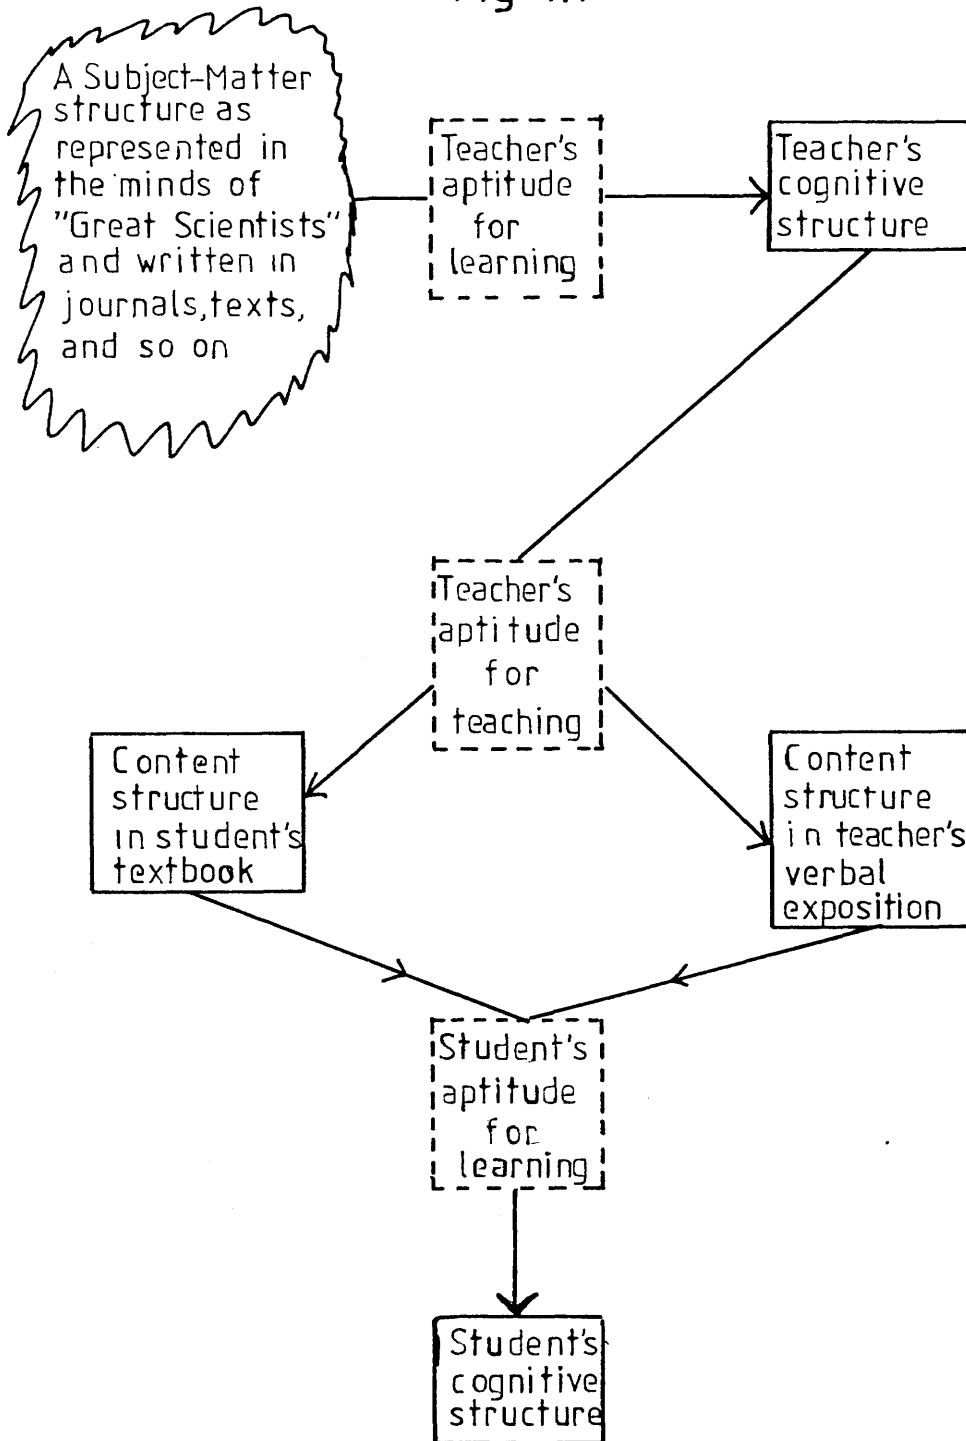 A Subject-Matter
structure as
represented in
the minds of
"Great Scientists"
and written in
journals, texts,
and so on
Teacher's
aptitude
for
learning
Teacher's
cognitive
structure
Teacher's
aptitude
for
teaching
Content
structure
in student's
textbook
Content
structure
in teacher's
verbal
exposition
Student's
aptitude
for
learning
Student's
cognitive
structure